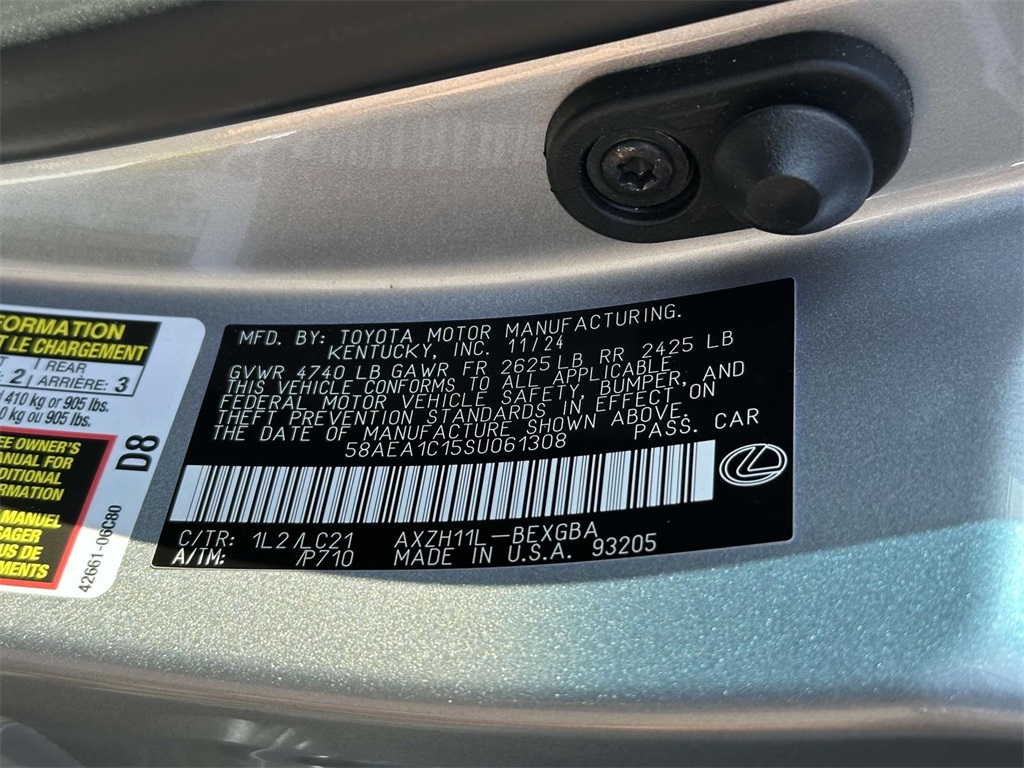 FORMATION
T LE CHARGEMENT
: 2 REAR ARRIÈRE: 3
410 kg or 905 lbs.
0 kg ou 905 lbs.
EE OWNER'S
ANUAL FOR
DDITIONAL
FORMATION
MANUEL
SAGER
US DE
MENTS
D8
42661-06C80
MFD. BY: TOYOTA MOTOR MANUFACTURING.
KENTUCKY, INC. 11/24
GVWR 4740 LB GAWR FR 2625 LB RR 2425 LB
THIS VEHICLE CONFORMS TO ALL APPLICABLE
FEDERAL MOTOR VEHICLE SAFETY, BUMPER, AND
THEFT PREVENTION STANDARDS IN EFFECT ON
THE DATE OF MANUFACTURE SHOWN ABOVE.
58AEA1C15SU061308 PASS. CAR
C/TR: 1L2/LC21 AXZH11L-BEXGBA
A/TM: /P710 MADE IN U.S.A. 93205